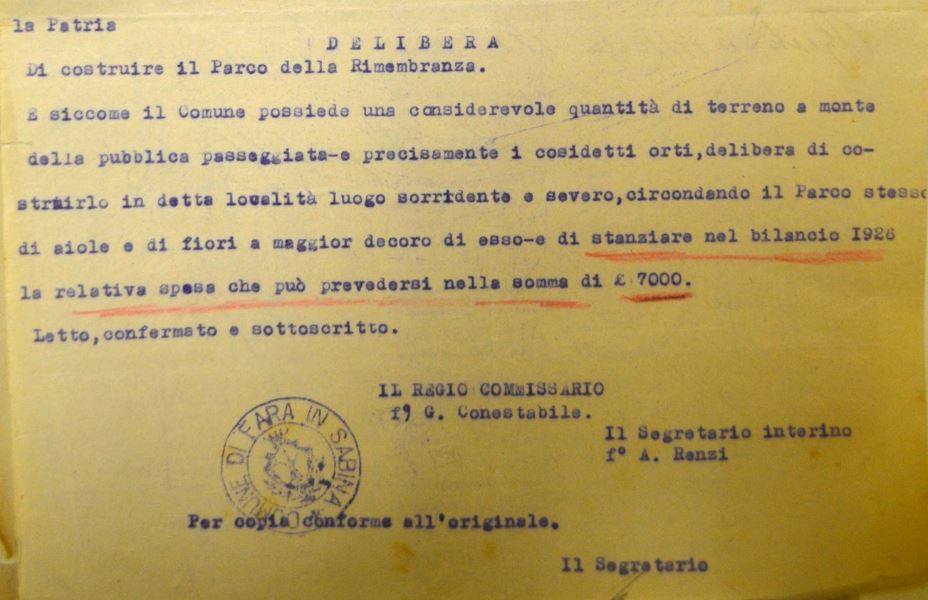 la Patria
D E L I B E R A
Di costruire il Parco della Rimembranza.
E siccome il Comune possiede una considerevole quantità di terreno a monte
della pubblica passeggiata-e precisamente i cosidetti orti,delibera di co-
struirlo in detta località luogo sorridente e severo,circondando il Parco stesso
di aiole e di fiori a maggior decoro di esso-e di stanziare nel bilancio I926
la relativa spesa che può prevedersi nella somma di £ 7000.
Letto,confermato e sottoscritto.
IL REGIO COMMISSARIO
f° G. Conestabile.
Il Segretario interino
f° A. Renzi
COMUNE DI FARA IN SABINA
Per copia conforme all'originale.
Il Segretario